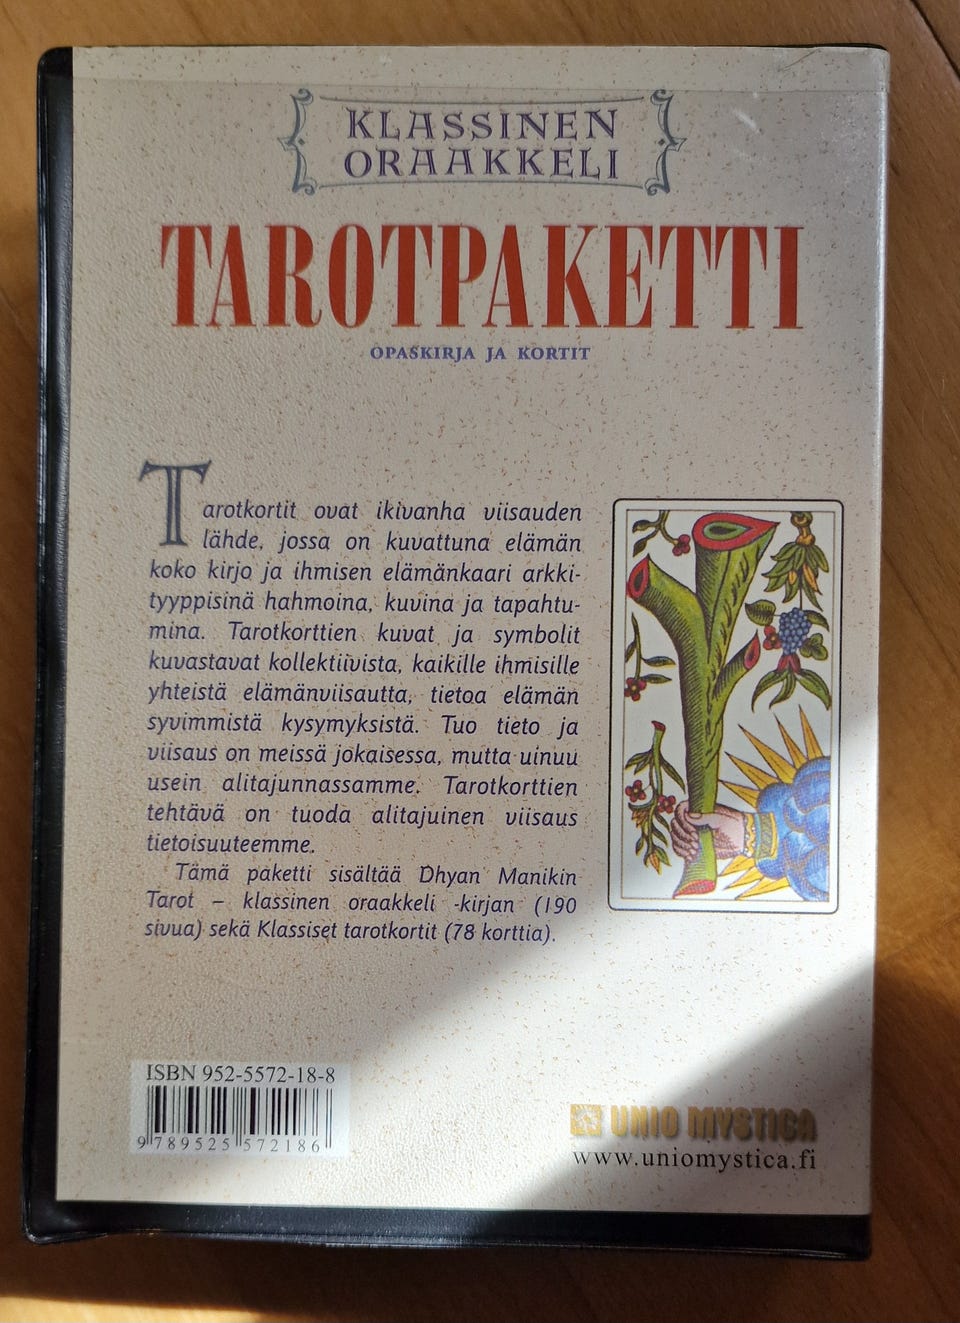 KLASSINEN
ORAAKKELI
TAROTPAKETTI
OPASKIRJA JA KORTIT
Tarotkortit ovat ikivanha viisauden
lähde, jossa on kuvattuna elämän
koko kirjo ja ihmisen elämänkaari arkki-
tyyppisinä hahmoina, kuvina ja tapahtu-
mina. Tarotkorttien kuvat ja symbolit
kuvastavat kollektiivista, kaikille ihmisille
yhteistä elämänviisautta, tietoa elämän
syvimmistä kysymyksistä. Tuo tieto ja
viisaus on meissä jokaisessa, mutta uinuu
usein alitajunnassamme. Tarotkorttien
tehtävä on tuoda alitajuinen viisaus
tietoisuuteemme.
Tämä paketti sisältää Dhyan Manikin
Tarot – klassinen oraakkeli -kirjan (190
sivua) sekä Klassiset tarotkortit (78 korttia).
ISBN 952-5572-18-8
9 789525 572186
UNIO MYSTICA
www.uniomystica.fi